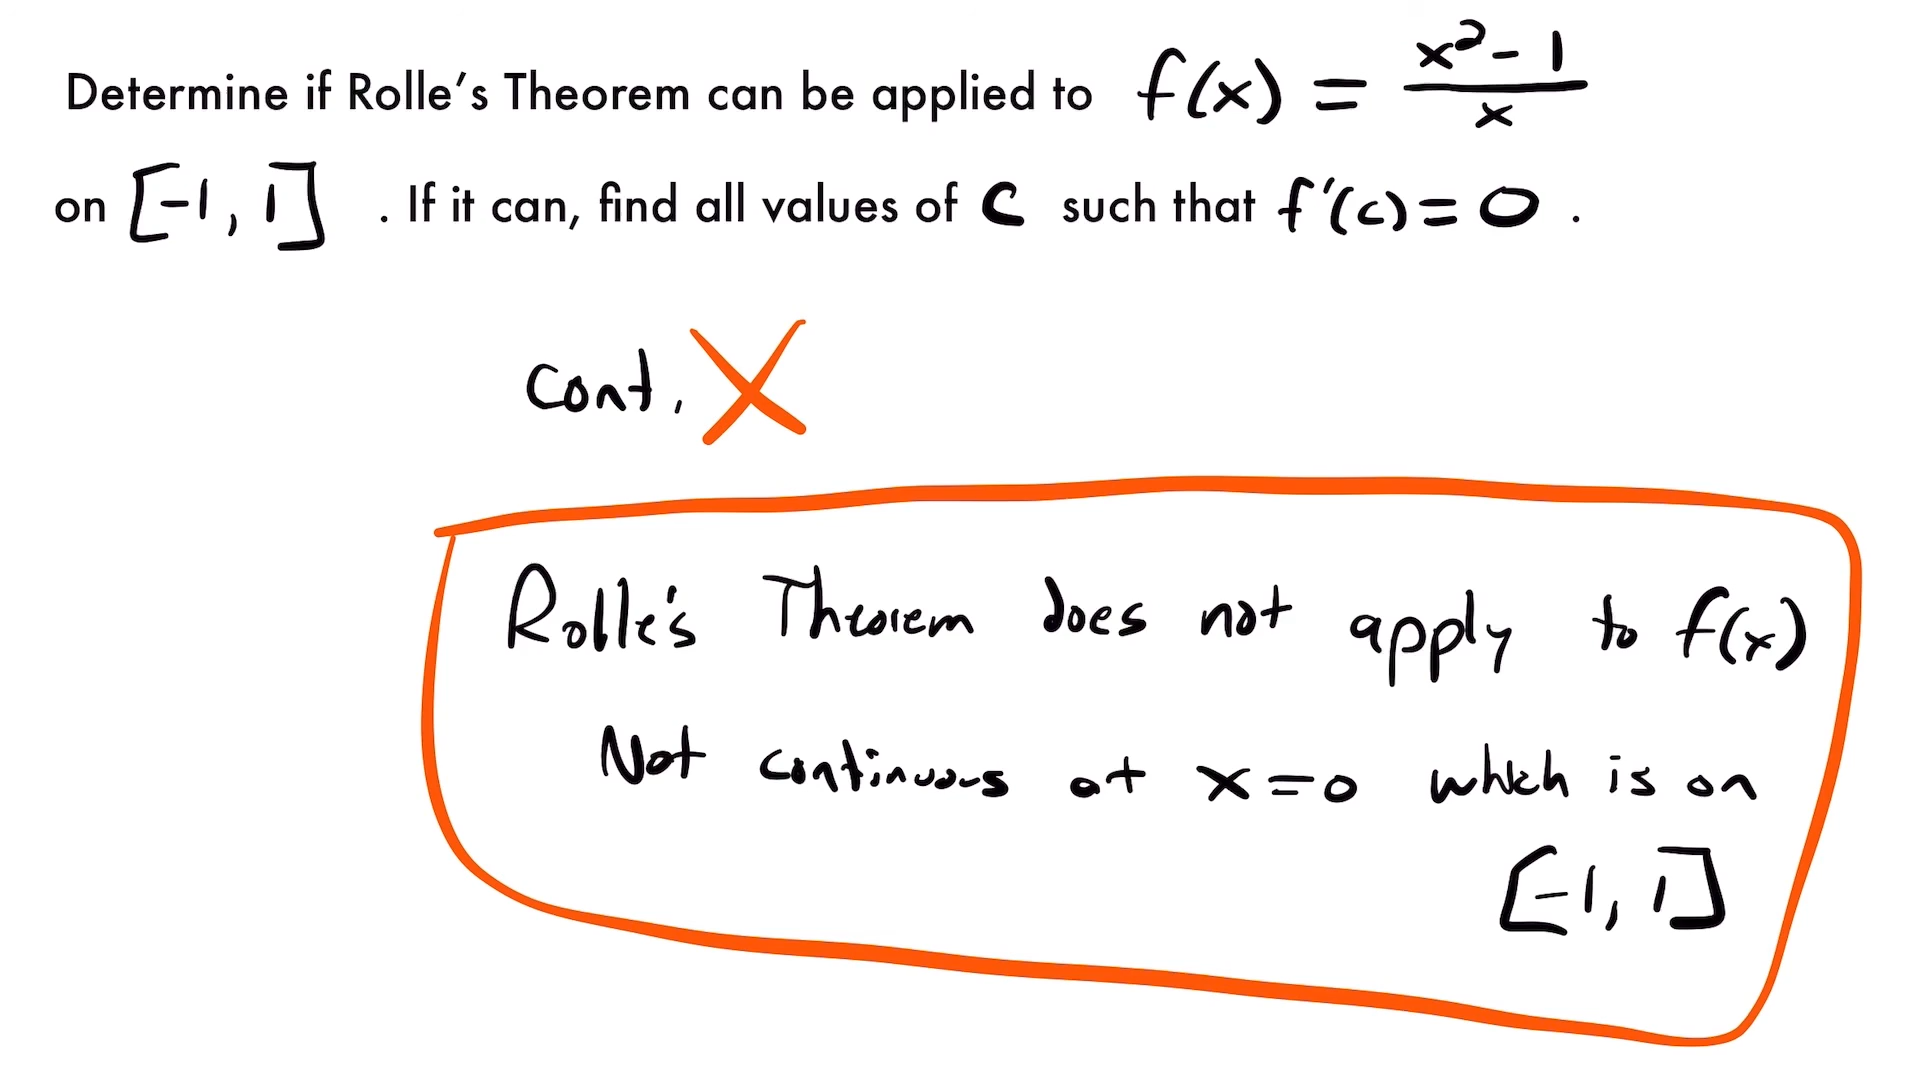 Determine if Rolle's Theorem can be applied to f(x) = \frac{x^2 - 1}{x}
on [-1, 1] . If it can, find all values of C such that f'(c) = 0 .
cont. X
Rolle's Theorem does not apply to f(x)
Not continuous at x=0 which is on
[-1, 1]